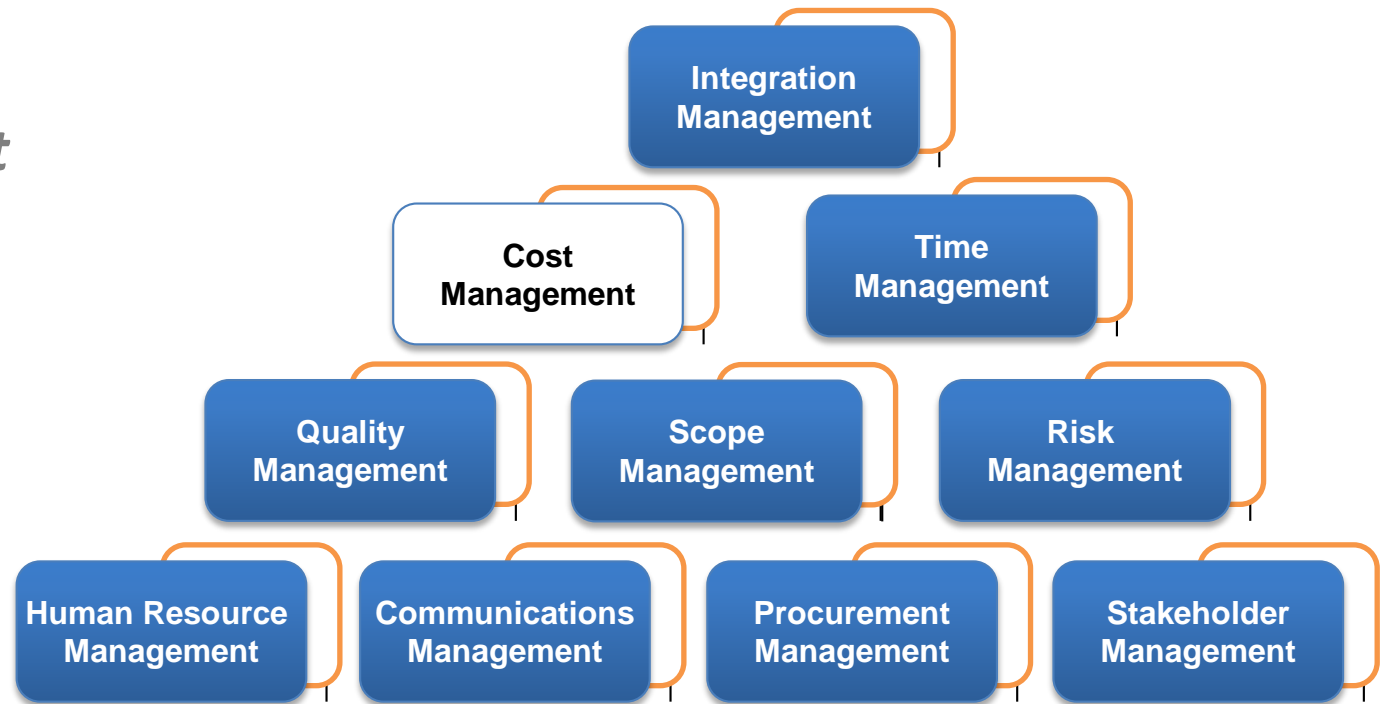 Integration
Management
t
Cost
Management
Time
Management
Quality
Management
Scope
Management
Risk
Management
Human Resource
Management
Communications
Management
Procurement
Management
Stakeholder
Management